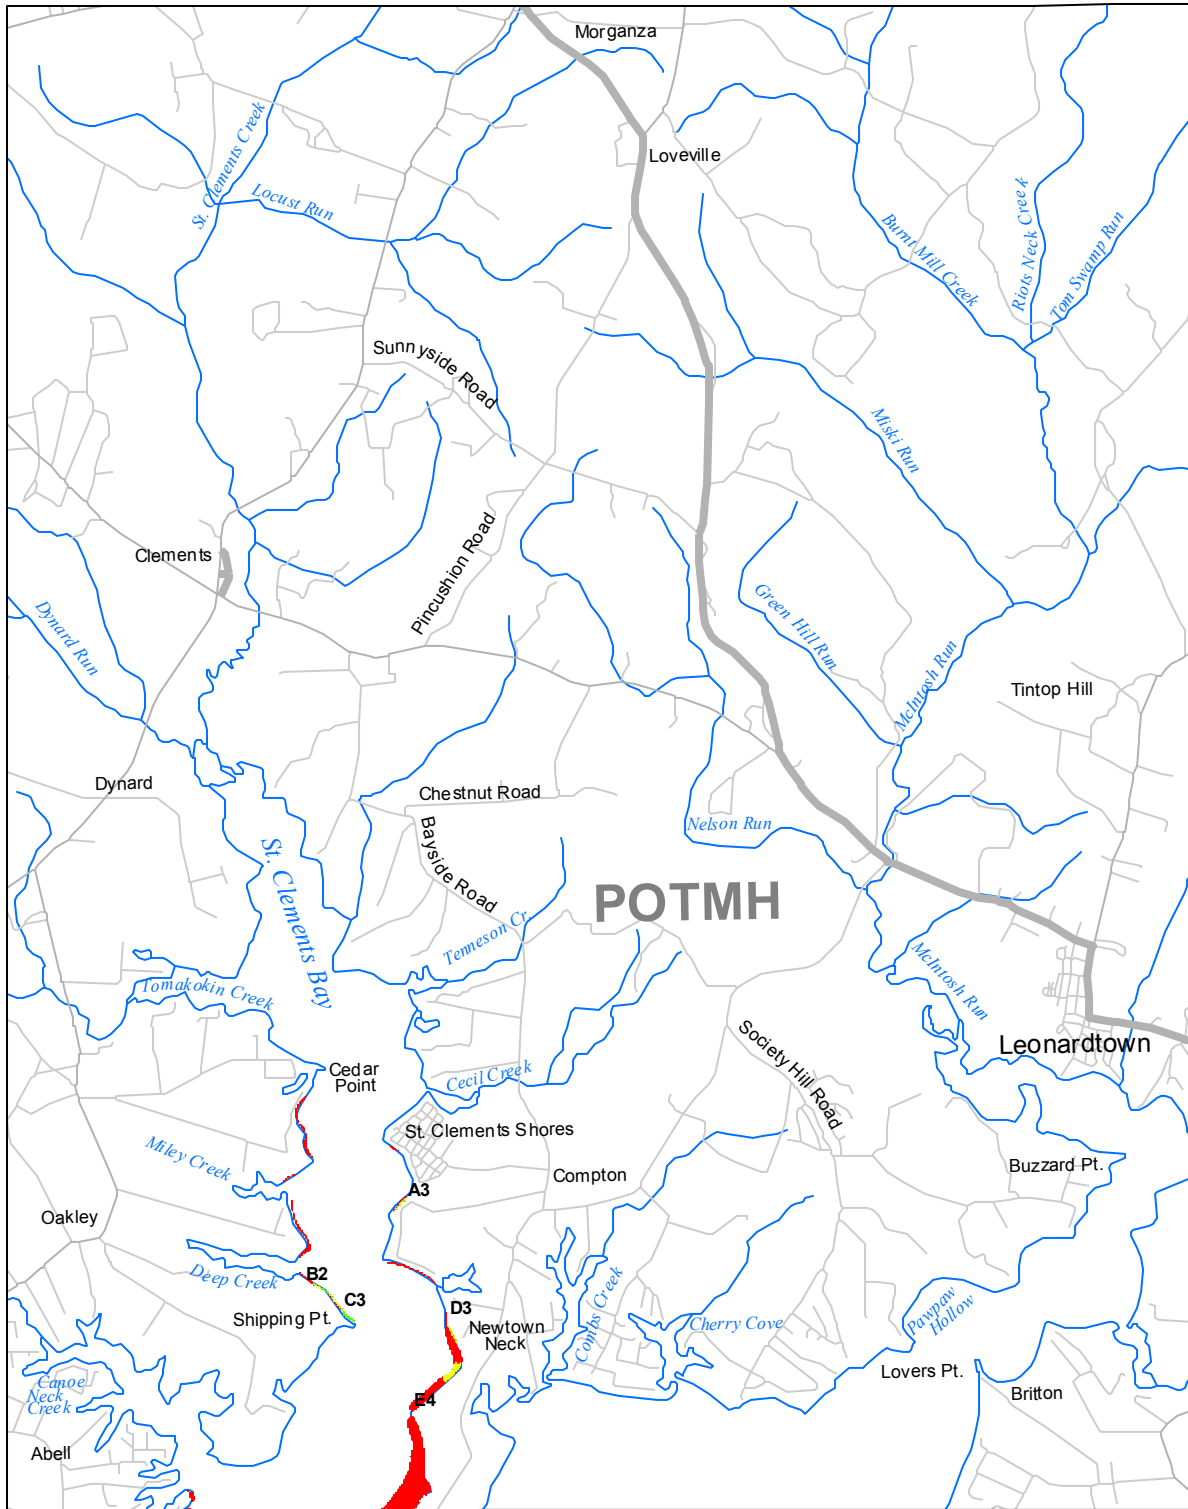 Morganza
Loveville
St. Clements Creek
Locust Run
Burnt Mill Creek
Riots Neck Creek
Tom Swamp Run
Sunnyside Road
Miski Run
Clements
Pincushion Road
Dynard Run
Green Hill Run
McIntosh Run
Tintop Hill
Dynard
Chestnut Road
Bayside Road
Nelson Run
St. Clements Bay
POTMH
Tenneson Cr.
Tomakokin Creek
McIntosh Run
Society Hill Road
Leonardtown
Cedar
Point
Cecil Creek
St. Clements Shores
Miley Creek
Compton
Buzzard Pt.
A3
Oakley
Deep Creek
B2
C3
Shipping Pt.
D3
Newtown
Neck
Combs Creek
Cherry Cove
Pawpaw
Hollow
Lovers Pt.
Canoe
Neck
Creek
E4
Britton
Abell